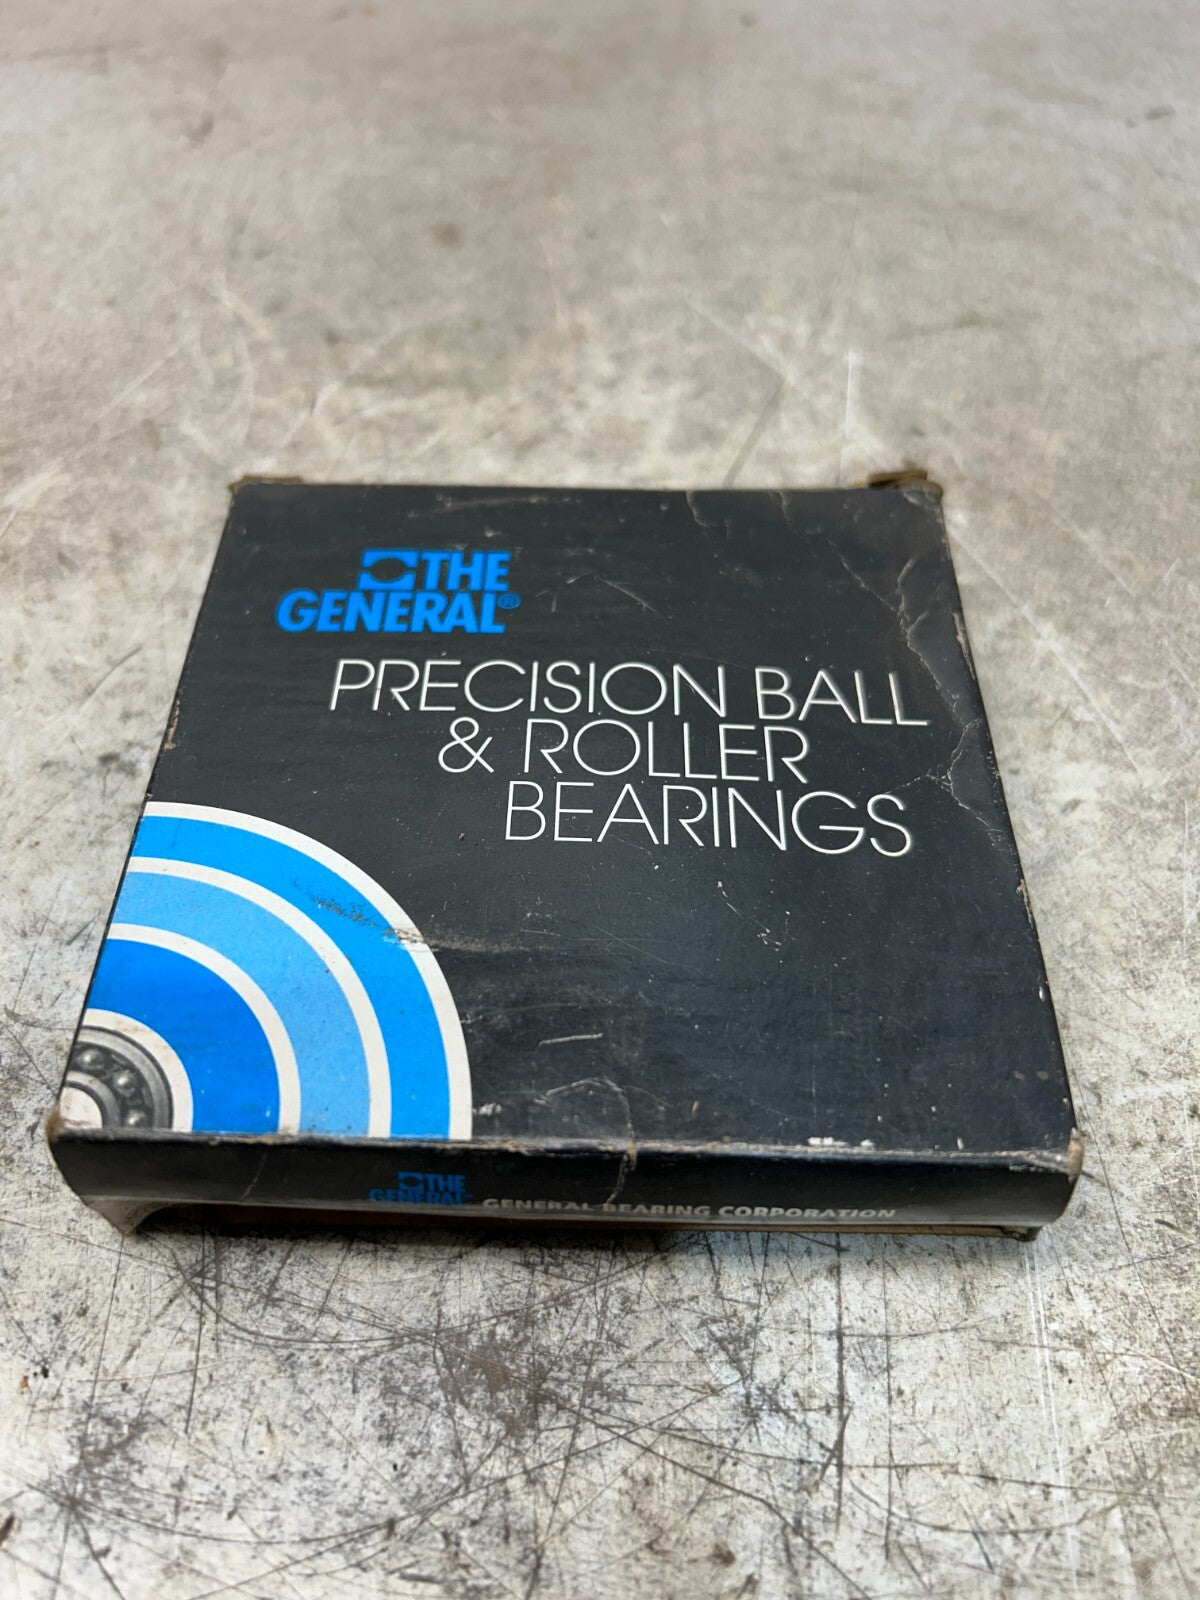 THE
GENERAL®
PRECISION BALL
& ROLLER
BEARINGS
THE
GENERAL GENERAL BEARING CORPORATION